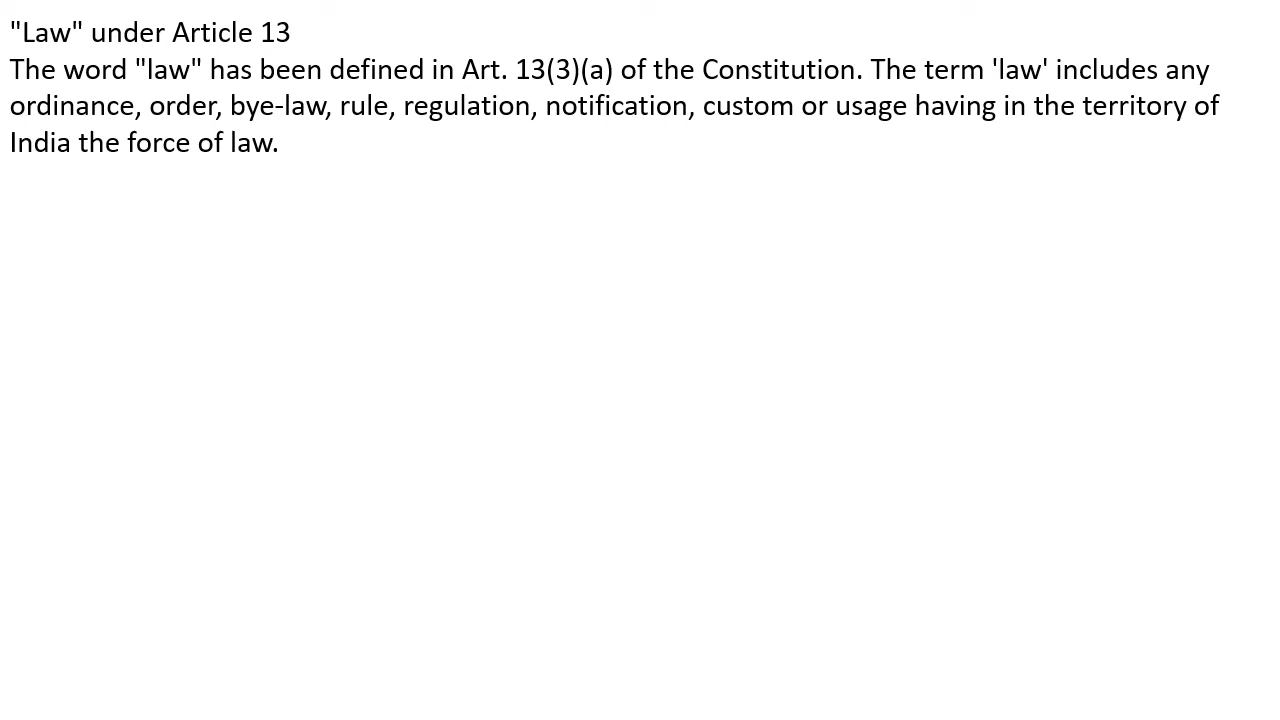 "Law" under Article 13
The word "law" has been defined in Art. 13(3)(a) of the Constitution. The term 'law' includes any
ordinance, order, bye-law, rule, regulation, notification, custom or usage having in the territory of
India the force of law.